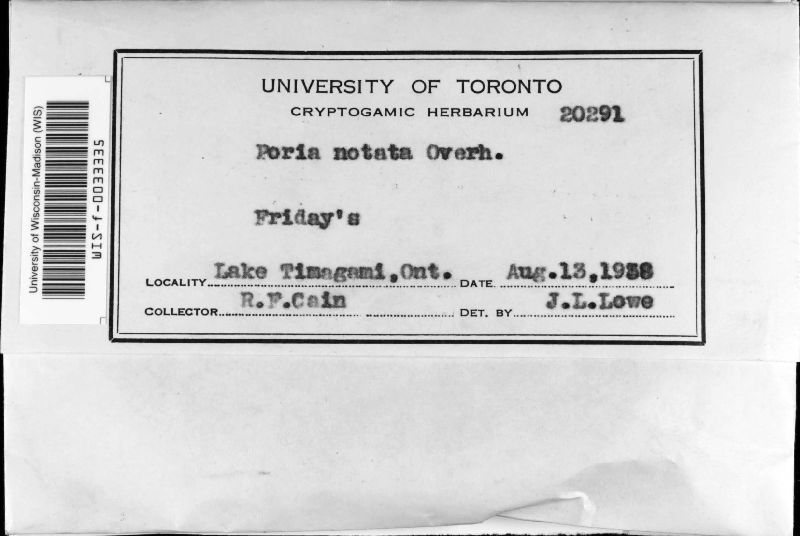 University of Wisconsin-Madison (WIS)
WIS-f-0033335
UNIVERSITY OF TORONTO
CRYPTOGAMIC HERBARIUM 20291
Poria notata Overh.
Friday's
LOCALITY Lake Timagami, Ont. DATE Aug. 13, 1938
COLLECTOR R.F.Cain DET. BY J.L.Lowe